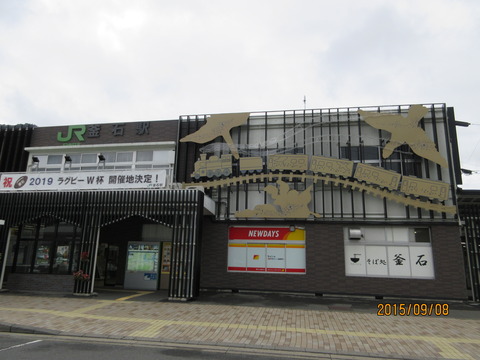 JR 釜石駅
祝 2019 ラグビーW杯 開催地決定！
NEWDAYS
NEWDAYS
そば処 釜石
2015/09/08